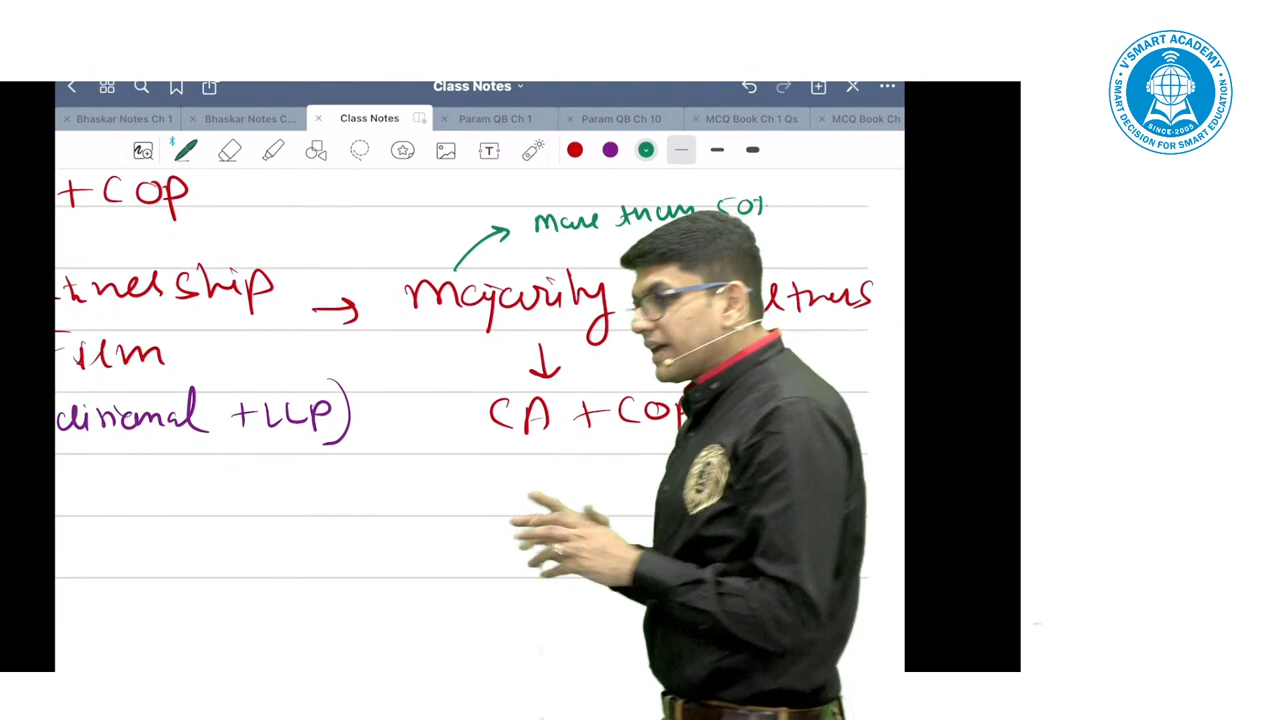 Class Notes
Bhaskar Notes Ch 1
Bhaskar Notes C...
Class Notes
Param QB Ch 1
Param QB Ch 10
MCQ Book Ch 1 Qs
MCQ Book Ch
+ COP
more than 50%
tnership → majority
Firm
+ LLP)
CA + COP
V'SMART ACADEMY
SMART DECISION FOR SMART EDUCATION
SINCE-2005